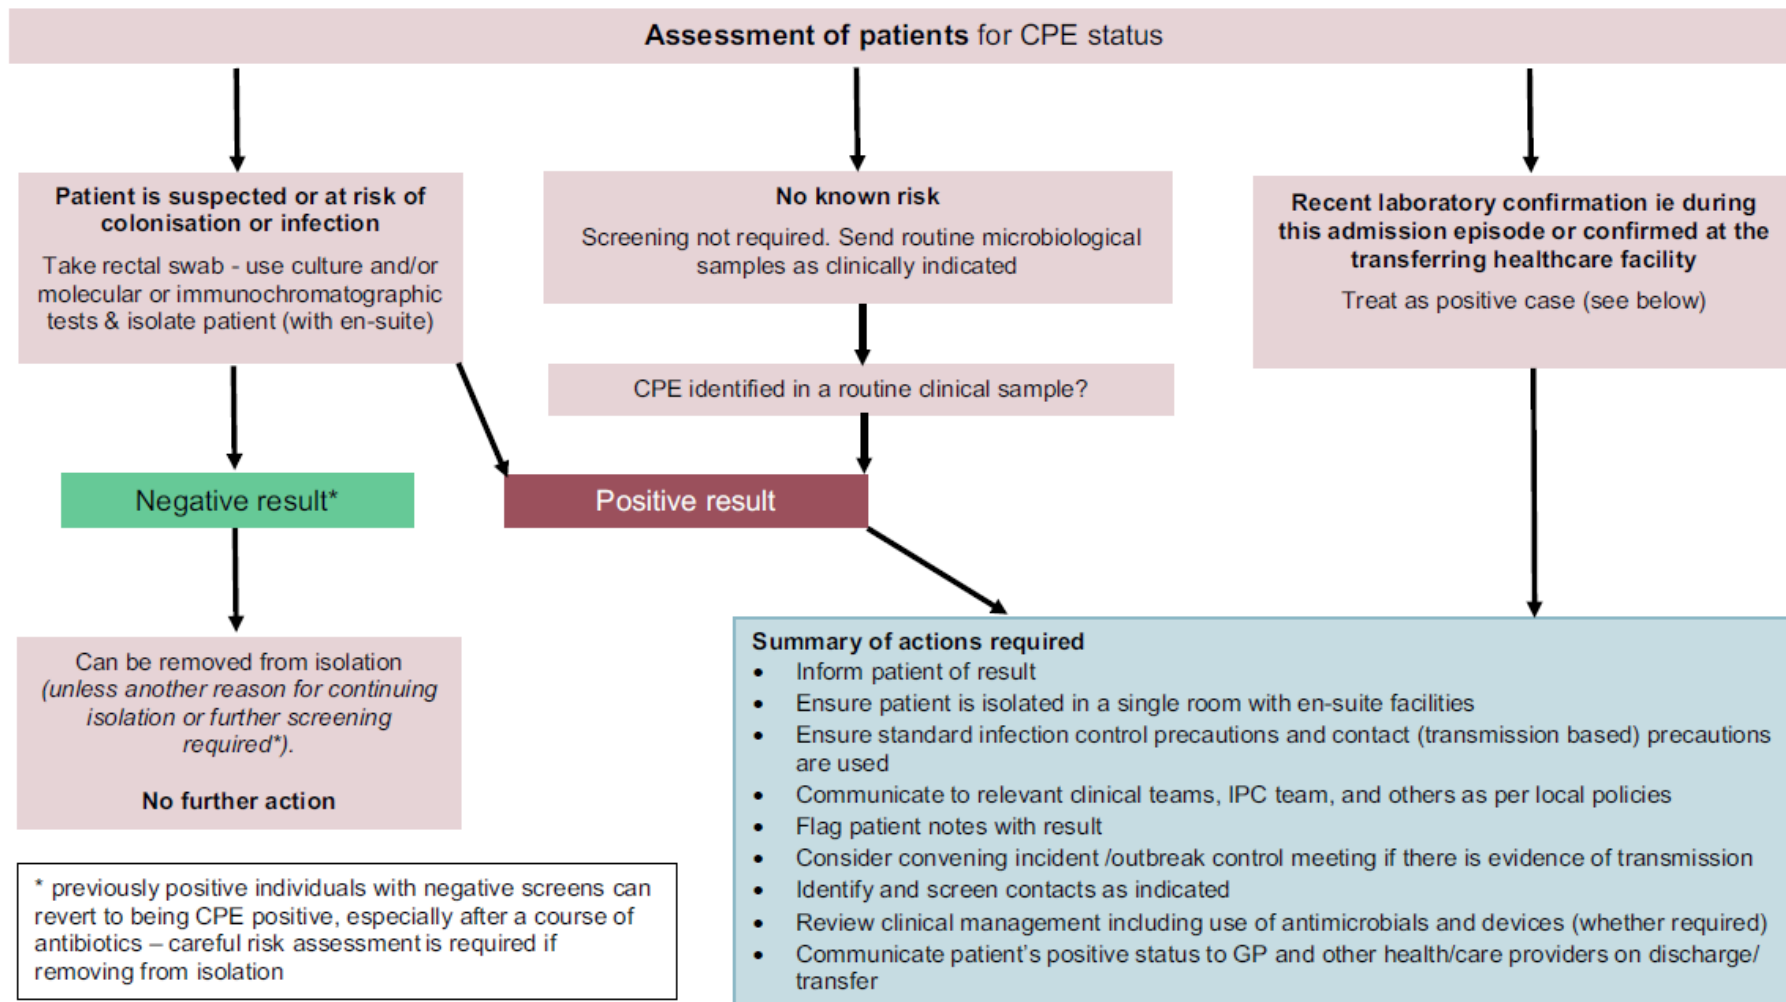 Assessment of patients for CPE status
Patient is suspected or at risk of
colonisation or infection
Take rectal swab - use culture and/or
molecular or immunochromatographic
tests & isolate patient (with en-suite)
No known risk
Screening not required. Send routine microbiological
samples as clinically indicated
Recent laboratory confirmation ie during
this admission episode or confirmed at the
transferring healthcare facility
Treat as positive case (see below)
CPE identified in a routine clinical sample?
Negative result*
Positive result
Can be removed from isolation
(unless another reason for continuing
isolation or further screening
required*).
No further action
* previously positive individuals with negative screens can
revert to being CPE positive, especially after a course of
antibiotics – careful risk assessment is required if
removing from isolation
Summary of actions required
• Inform patient of result
• Ensure patient is isolated in a single room with en-suite facilities
• Ensure standard infection control precautions and contact (transmission based) precautions
are used
• Communicate to relevant clinical teams, IPC team, and others as per local policies
• Flag patient notes with result
• Consider convening incident /outbreak control meeting if there is evidence of transmission
• Identify and screen contacts as indicated
• Review clinical management including use of antimicrobials and devices (whether required)
• Communicate patient's positive status to GP and other health/care providers on discharge/
transfer